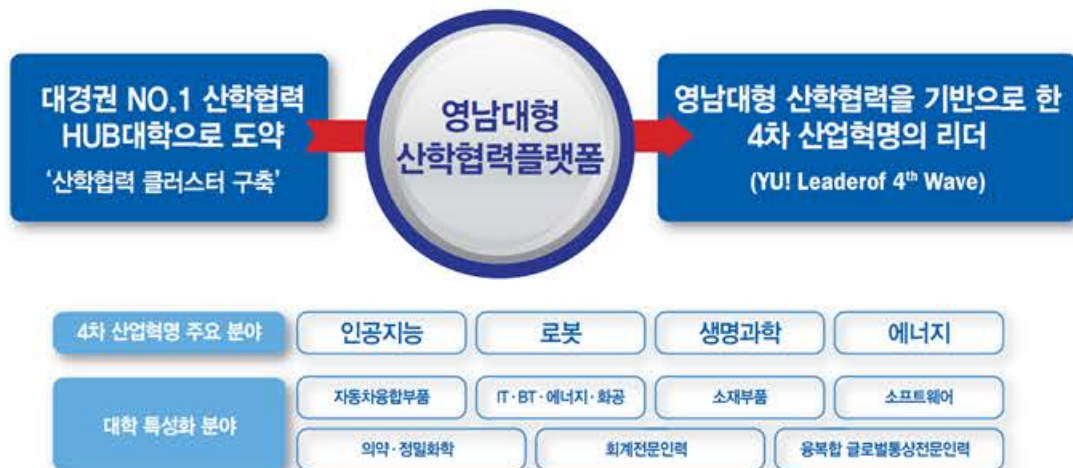 대경권 NO.1 산학협력
HUB대학으로 도약
‘산학협력 클러스터 구축’
영남대형
산학협력플랫폼
영남대형 산학협력을 기반으로 한
4차 산업혁명의 리더
(YU! Leaderof 4th Wave)
4차 산업혁명 주요 분야
인공지능
로봇
생명과학
에너지
대학 특성화 분야
자동차융합부품
IT·BT·에너지·화공
소재부품
소프트웨어
의약·정밀화학
회계전문인력
융복합 글로벌통상전문인력